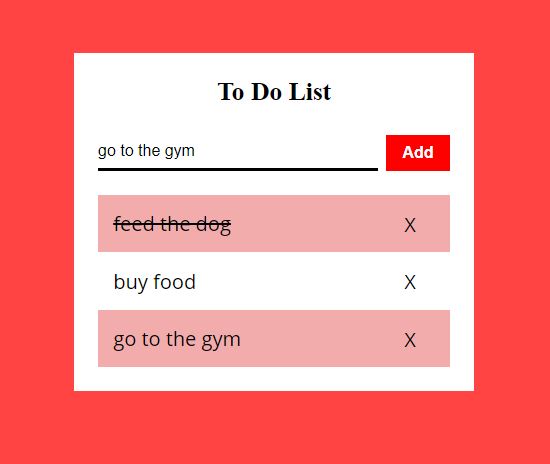 To Do List
go to the gym Add
feed the dog X
buy food X
go to the gym X